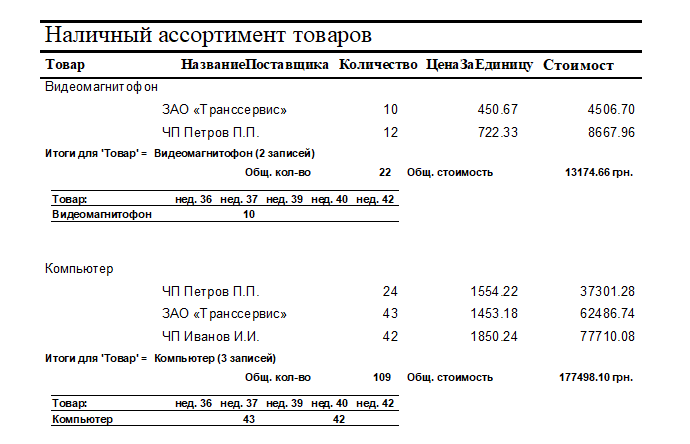 Наличный ассортимент товаров
Товар НазваниеПоставщика Количество ЦенаЗаЕдиницу Стоимост
Видеомагнитофон
ЗАО «Транссервис» 10 450.67 4506.70
ЧП Петров П.П. 12 722.33 8667.96
Итоги для 'Товар' = Видеомагнитофон (2 записей)
Общ. кол-во 22 Общ. стоимость 13174.66 грн.
Товар: нед. 36 нед. 37 нед. 39 нед. 40 нед. 42
Видеомагнитофон 10
Компьютер
ЧП Петров П.П. 24 1554.22 37301.28
ЗАО «Транссервис» 43 1453.18 62486.74
ЧП Иванов И.И. 42 1850.24 77710.08
Итоги для 'Товар' = Компьютер (3 записей)
Общ. кол-во 109 Общ. стоимость 177498.10 грн.
Товар: нед. 36 нед. 37 нед. 39 нед. 40 нед. 42
Компьютер 43 42